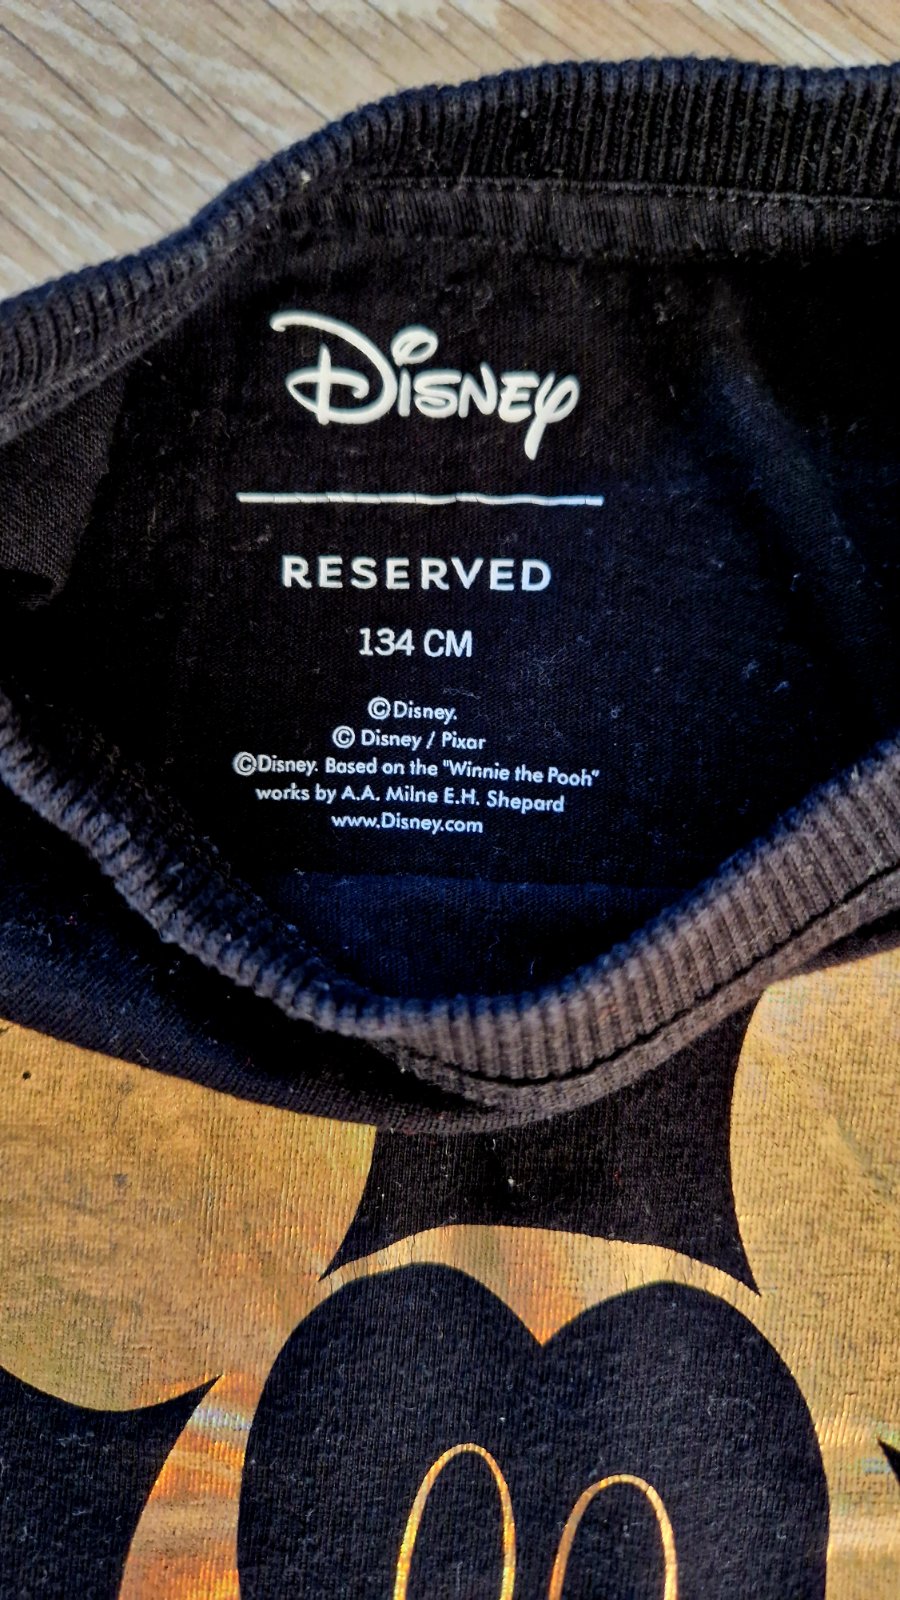 Disney
RESERVED
134 CM
©Disney.
© Disney / Pixar
©Disney. Based on the "Winnie the Pooh"
works by A.A. Milne E.H. Shepard
www.Disney.com